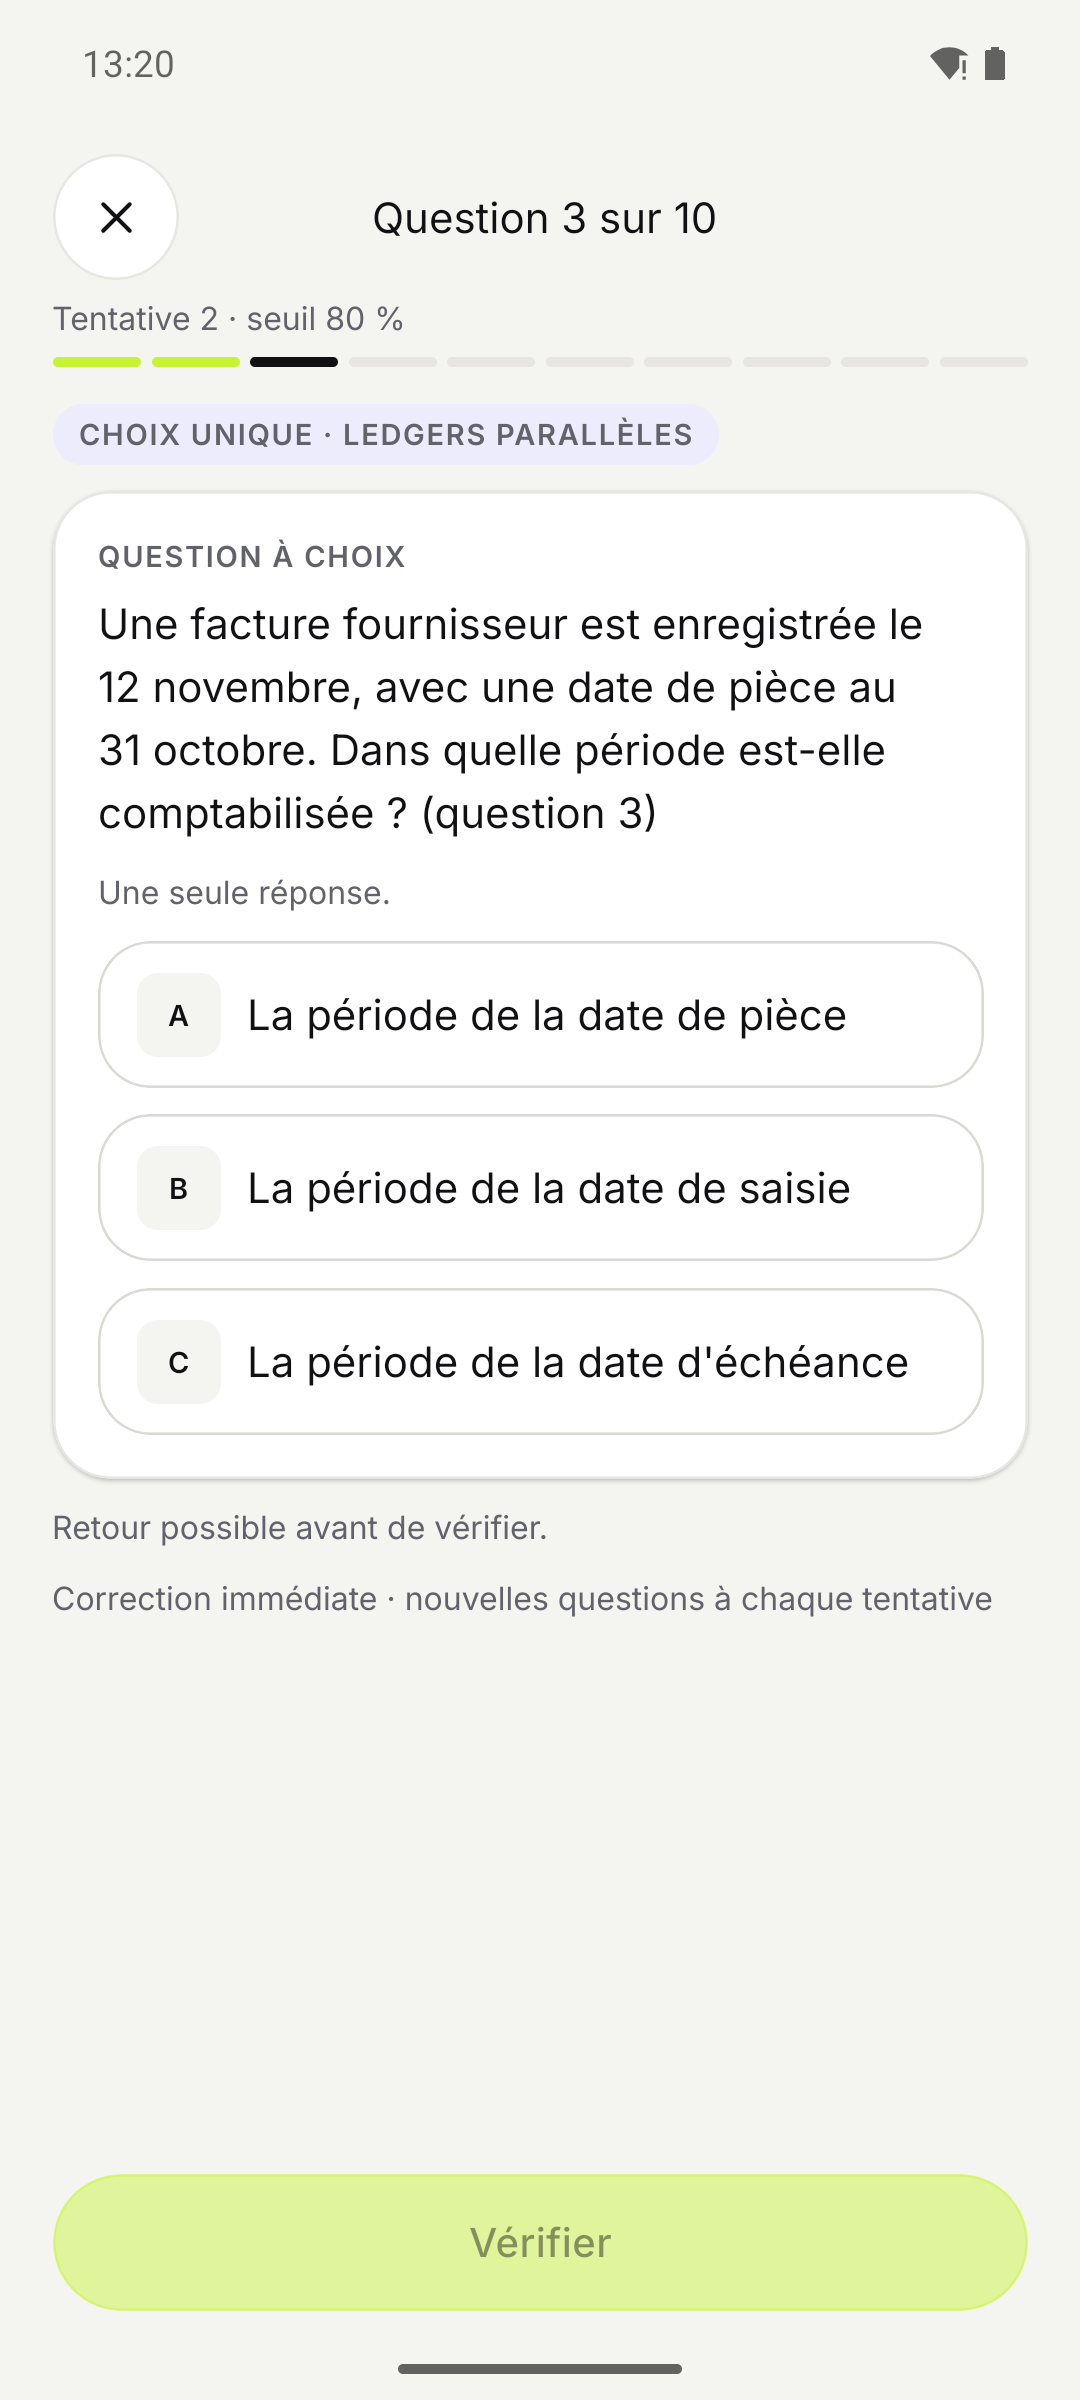 13:20
Question 3 sur 10
Tentative 2 · seuil 80 %
CHOIX UNIQUE · LEDGERS PARALLÈLES
QUESTION À CHOIX
Une facture fournisseur est enregistrée le
12 novembre, avec une date de pièce au
31 octobre. Dans quelle période est-elle
comptabilisée ? (question 3)
Une seule réponse.
A La période de la date de pièce
B La période de la date de saisie
C La période de la date d'échéance
Retour possible avant de vérifier.
Correction immédiate · nouvelles questions à chaque tentative
Vérifier